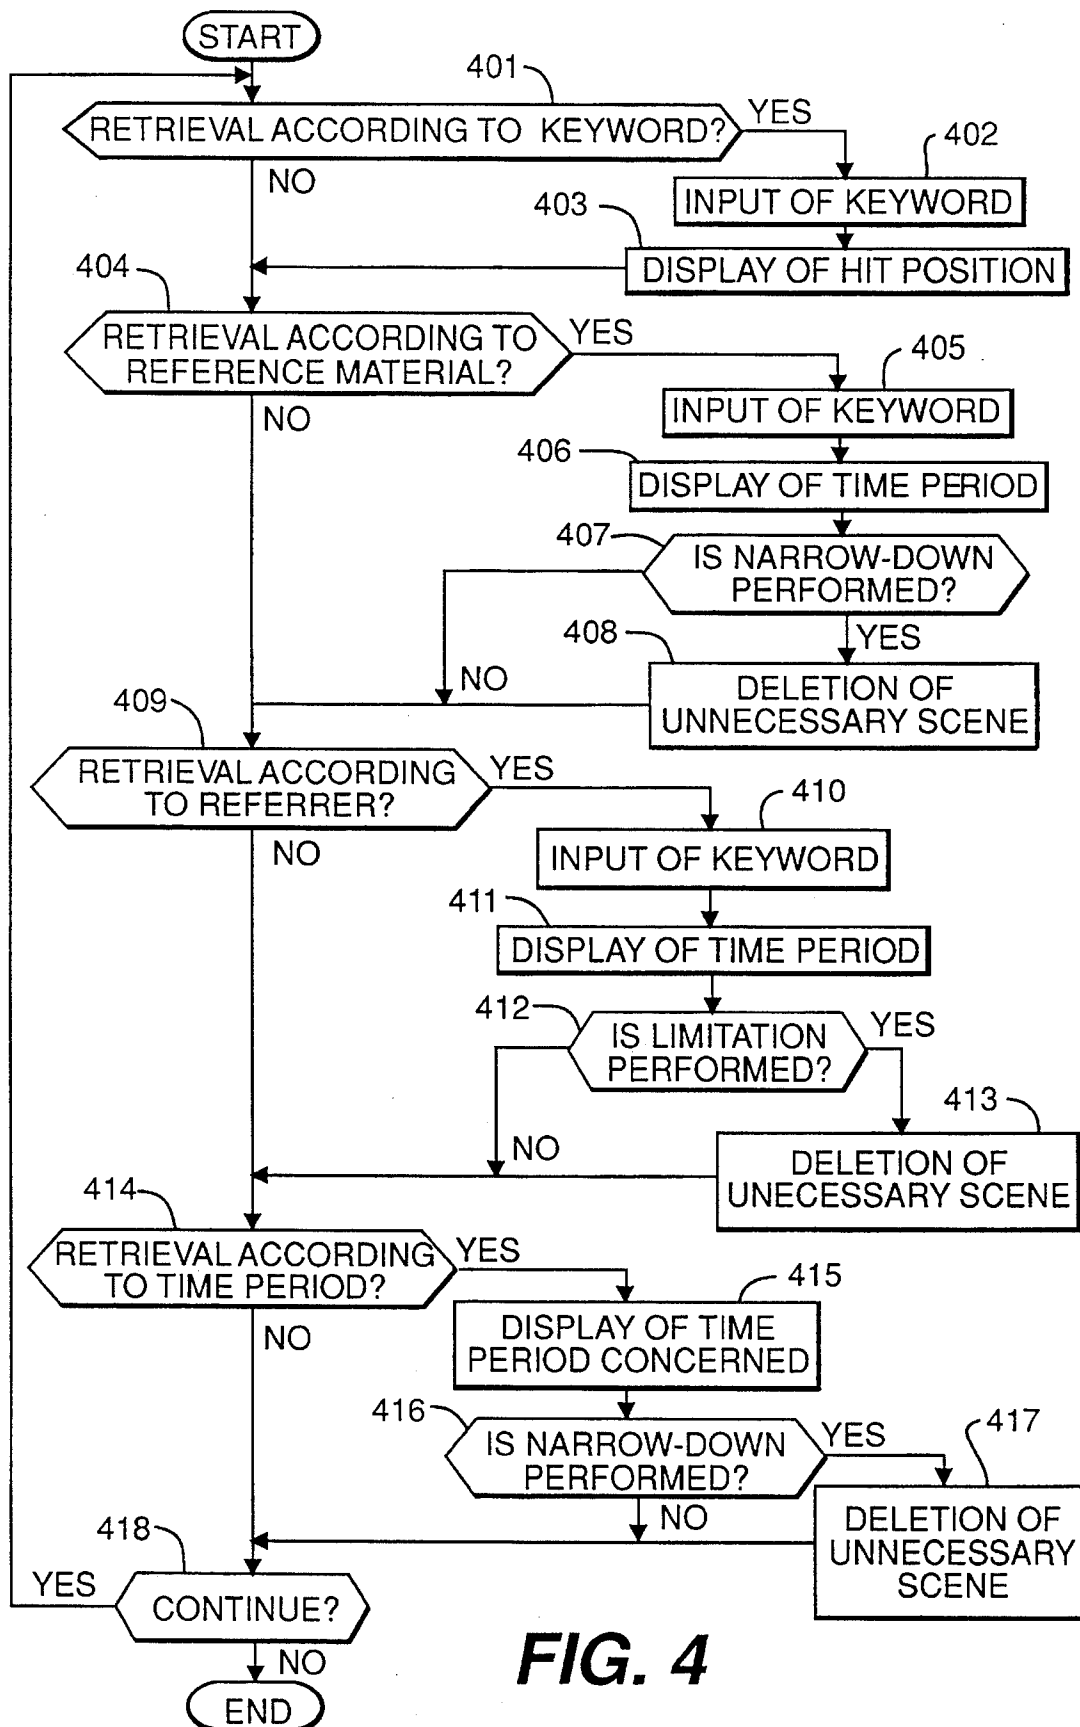 START
401
RETRIEVAL ACCORDING TO KEYWORD?
YES
402
NO
INPUT OF KEYWORD
403
DISPLAY OF HIT POSITION
404
RETRIEVAL ACCORDING TO
REFERENCE MATERIAL?
YES
405
NO
INPUT OF KEYWORD
406
DISPLAY OF TIME PERIOD
407
IS NARROW-DOWN
PERFORMED?
408
YES
NO
DELETION OF
UNNECESSARY SCENE
409
RETRIEVAL ACCORDING
TO REFERRER?
YES
410
NO
INPUT OF KEYWORD
411
DISPLAY OF TIME PERIOD
412
IS LIMITATION
PERFORMED?
YES
413
NO
DELETION OF
UNECESSARY SCENE
414
RETRIEVAL ACCORDING
TO TIME PERIOD?
YES
415
NO
DISPLAY OF TIME
PERIOD CONCERNED
416
IS NARROW-DOWN
PERFORMED?
YES
417
NO
DELETION OF
UNNECESSARY
SCENE
418
YES
CONTINUE?
NO
END
FIG. 4